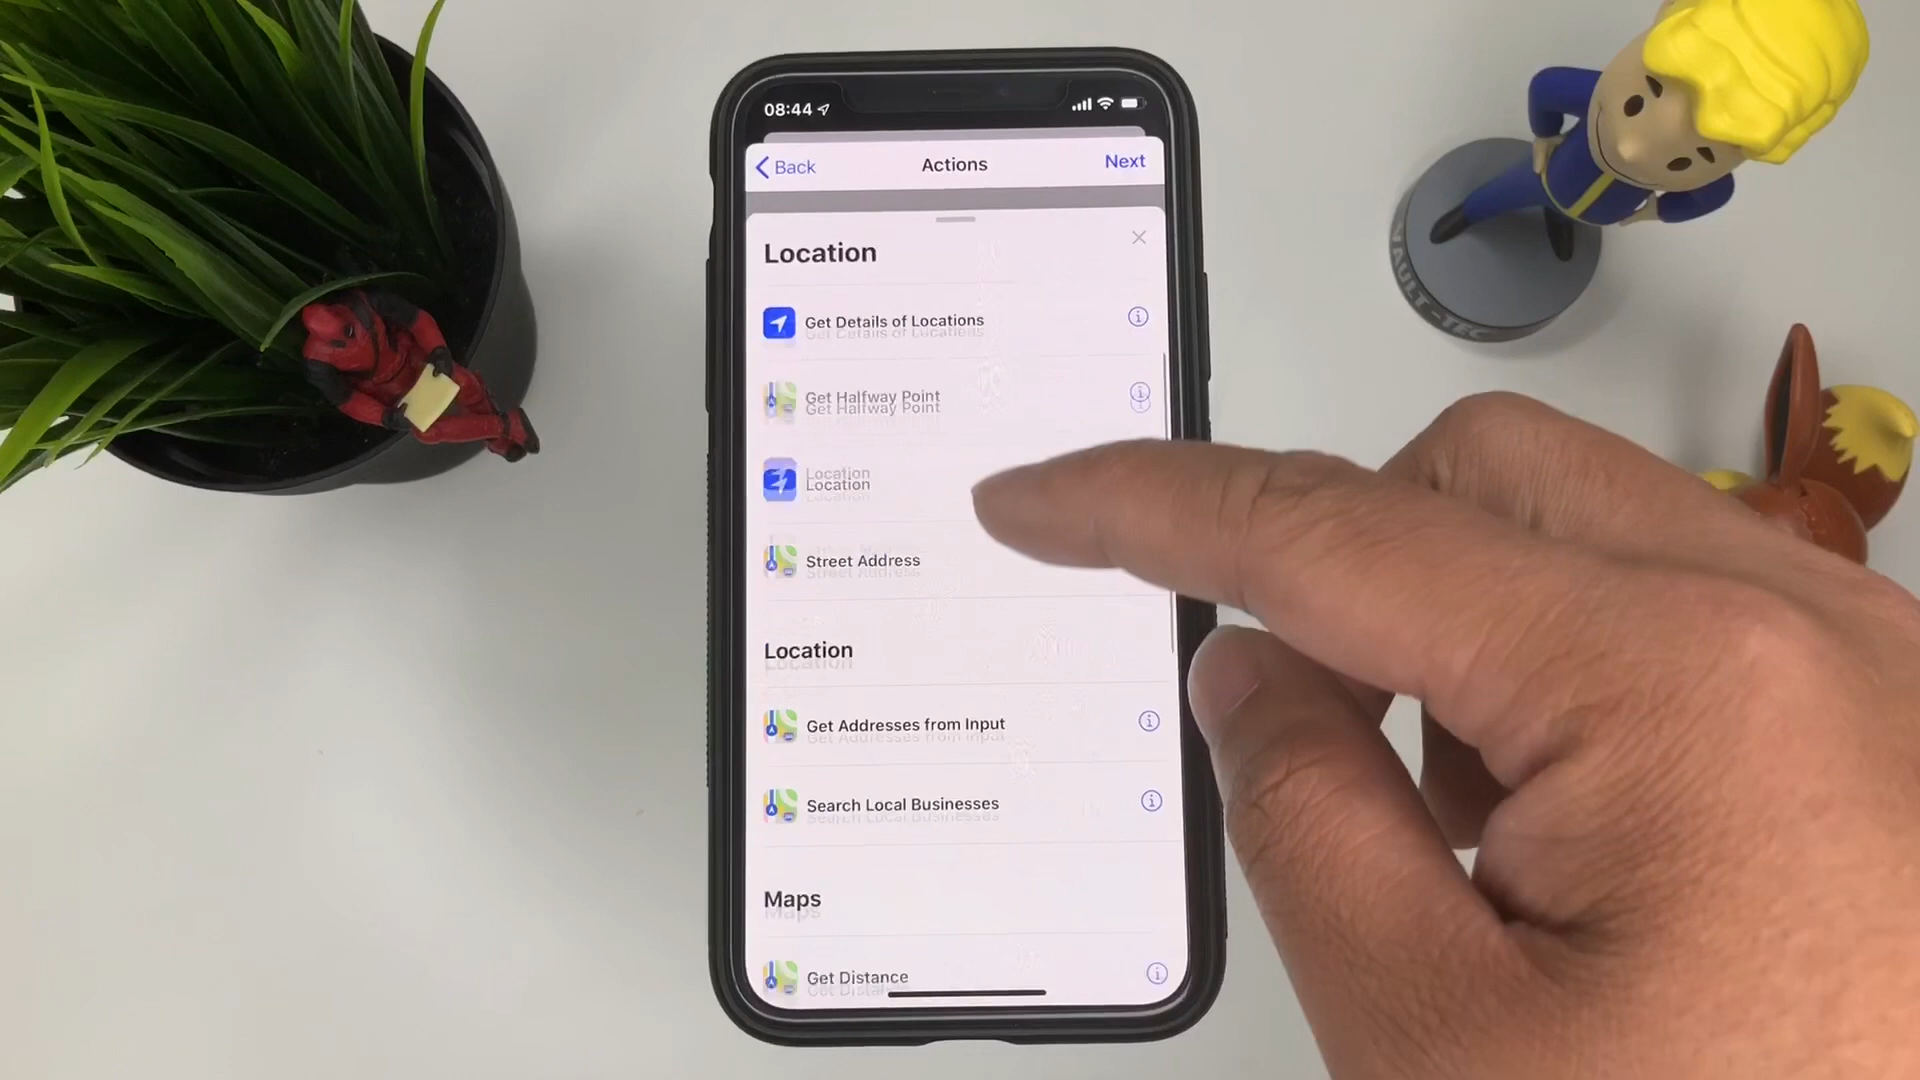 08:44
Back
Actions
Next
Location
Get Details of Locations
Get Halfway Point
Location
Street Address
Location
Get Addresses from Input
Search Local Businesses
Maps
Get Distance
VAULT-TEC